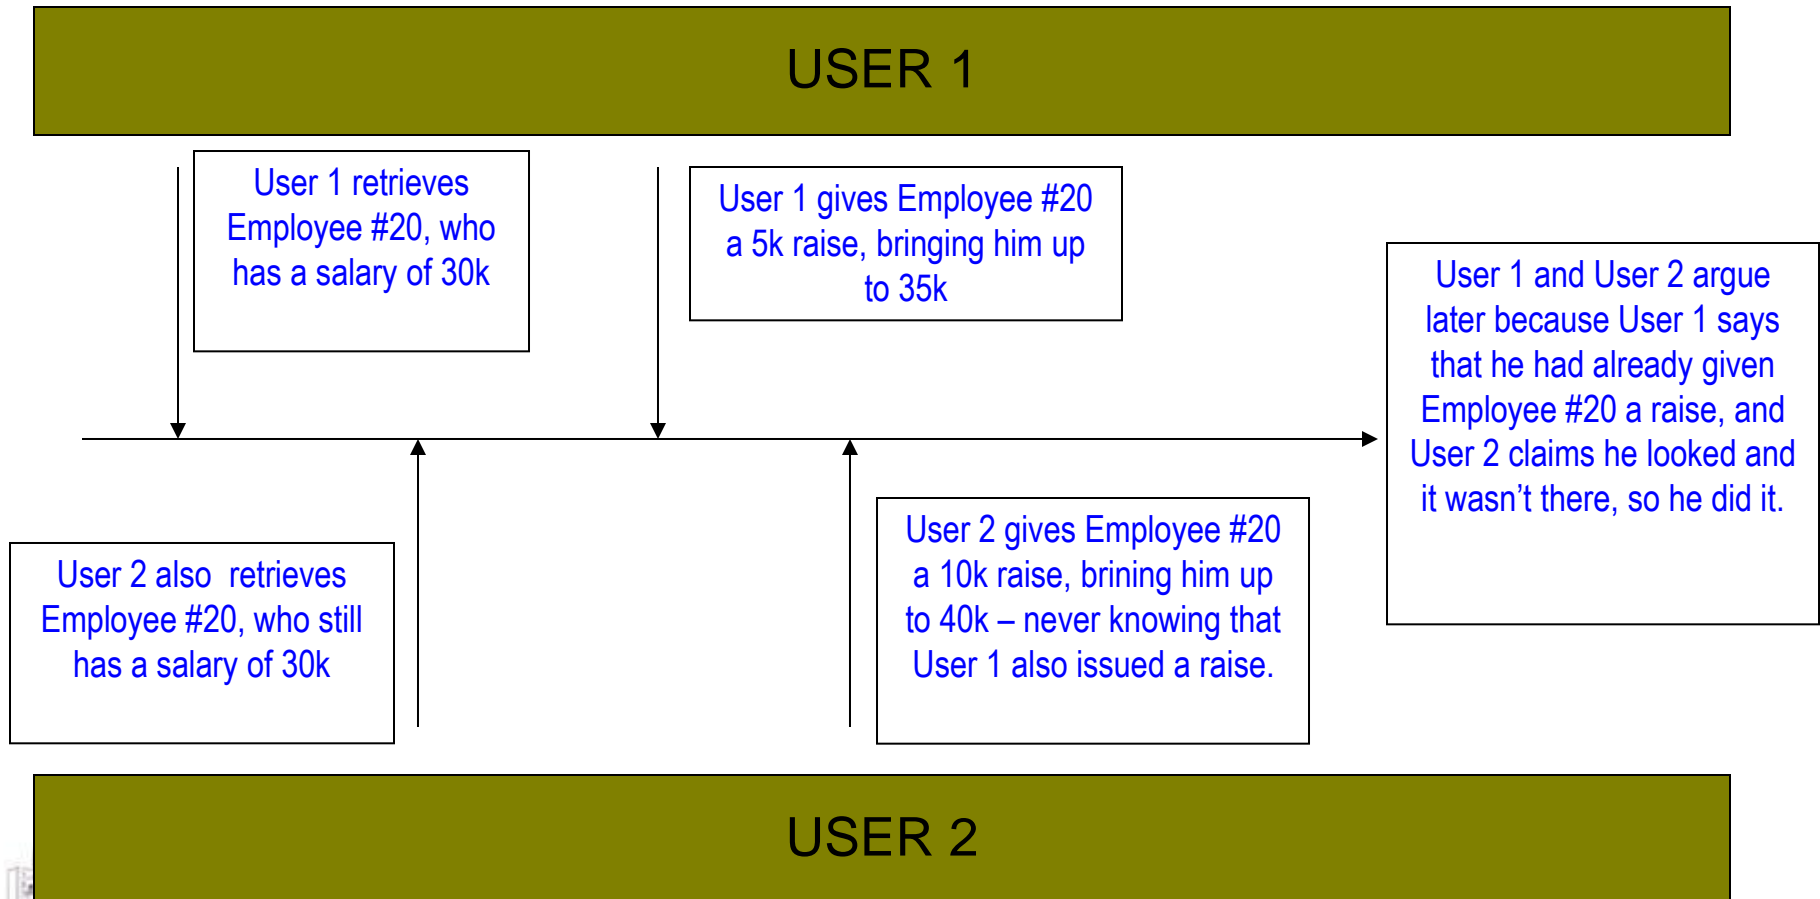 USER 1
User 1 retrieves
Employee #20, who
has a salary of 30k
User 1 gives Employee #20
a 5k raise, bringing him up
to 35k
User 1 and User 2 argue
later because User 1 says
that he had already given
Employee #20 a raise, and
User 2 claims he looked and
it wasn’t there, so he did it.
User 2 also  retrieves
Employee #20, who still
has a salary of 30k
User 2 gives Employee #20
a 10k raise, brining him up
to 40k – never knowing that
User 1 also issued a raise.
USER 2